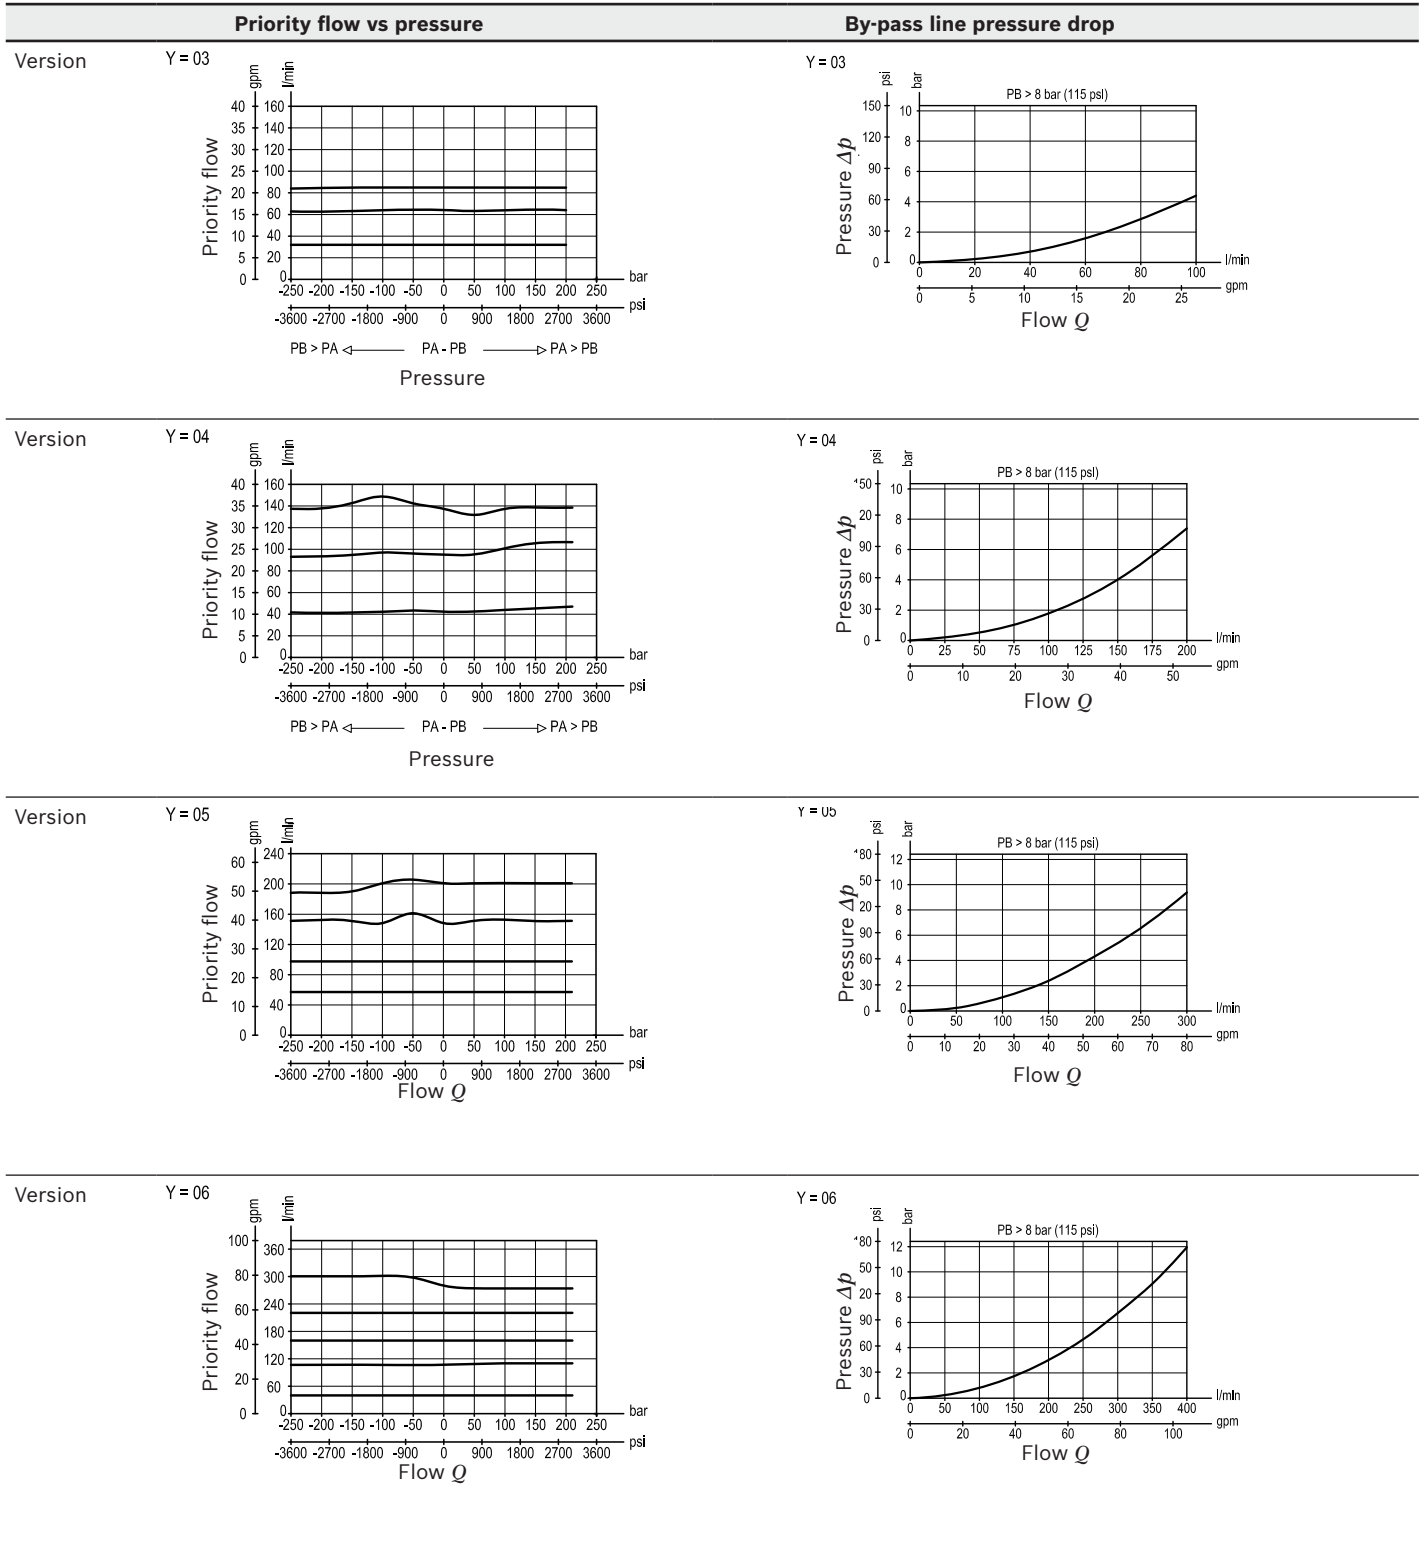 Priority flow vs pressure By-pass line pressure drop
Version
Y = 03
gpm l/min
40 160
35 140
30 120
25 100
20 80
15 60
10 40
5 20
0 0
Priority flow
bar
-250 -200 -150 -100 -50 0 50 100 150 200 250
psi
-3600 -2700 -1800 -900 0 900 1800 2700 3600
PB > PA PA - PB PA > PB
Pressure
Y = 03
psi bar
PB > 8 bar (115 psi)
150 10
120 8
90 6
60 4
30 2
0 0
Pressure Δp
l/min
0 20 40 60 80 100
gpm
0 5 10 15 20 25
Flow Q
Version
Y = 04
gpm l/min
40 160
35 140
30 120
25 100
20 80
15 60
10 40
5 20
0 0
Priority flow
bar
-250 -200 -150 -100 -50 0 50 100 150 200 250
psi
-3600 -2700 -1800 -900 0 900 1800 2700 3600
PB > PA PA - PB PA > PB
Pressure
Y = 04
psi bar
PB > 8 bar (115 psi)
50 10
20 8
90 6
60 4
30 2
0 0
Pressure Δp
l/min
0 25 50 75 100 125 150 175 200
gpm
0 10 20 30 40 50
Flow Q
Version
Y = 05
gpm l/min
240
60 200
50 160
40 120
30 80
20 40
10
0 0
Priority flow
bar
-250 -200 -150 -100 -50 0 50 100 150 200 250
psi
-3600 -2700 -1800 -900 0 900 1800 2700 3600
Flow Q
Y = 05
psi bar
PB > 8 bar (115 psi)
80 12
50 10
20 8
90 6
60 4
30 2
0 0
Pressure Δp
l/min
0 50 100 150 200 250 300
gpm
0 10 20 30 40 50 60 70 80
Flow Q
Version
Y = 06
gpm l/min
100 360
80 300
60 240
40 180
20 120
60
0 0
Priority flow
bar
-250 -200 -150 -100 -50 0 50 100 150 200 250
psi
-3600 -2700 -1800 -900 0 900 1800 2700 3600
Flow Q
Y = 06
psi bar
PB > 8 bar (115 psi)
80 12
50 10
20 8
90 6
60 4
30 2
0 0
Pressure Δp
l/min
0 50 100 150 200 250 300 350 400
gpm
0 20 40 60 80 100
Flow Q